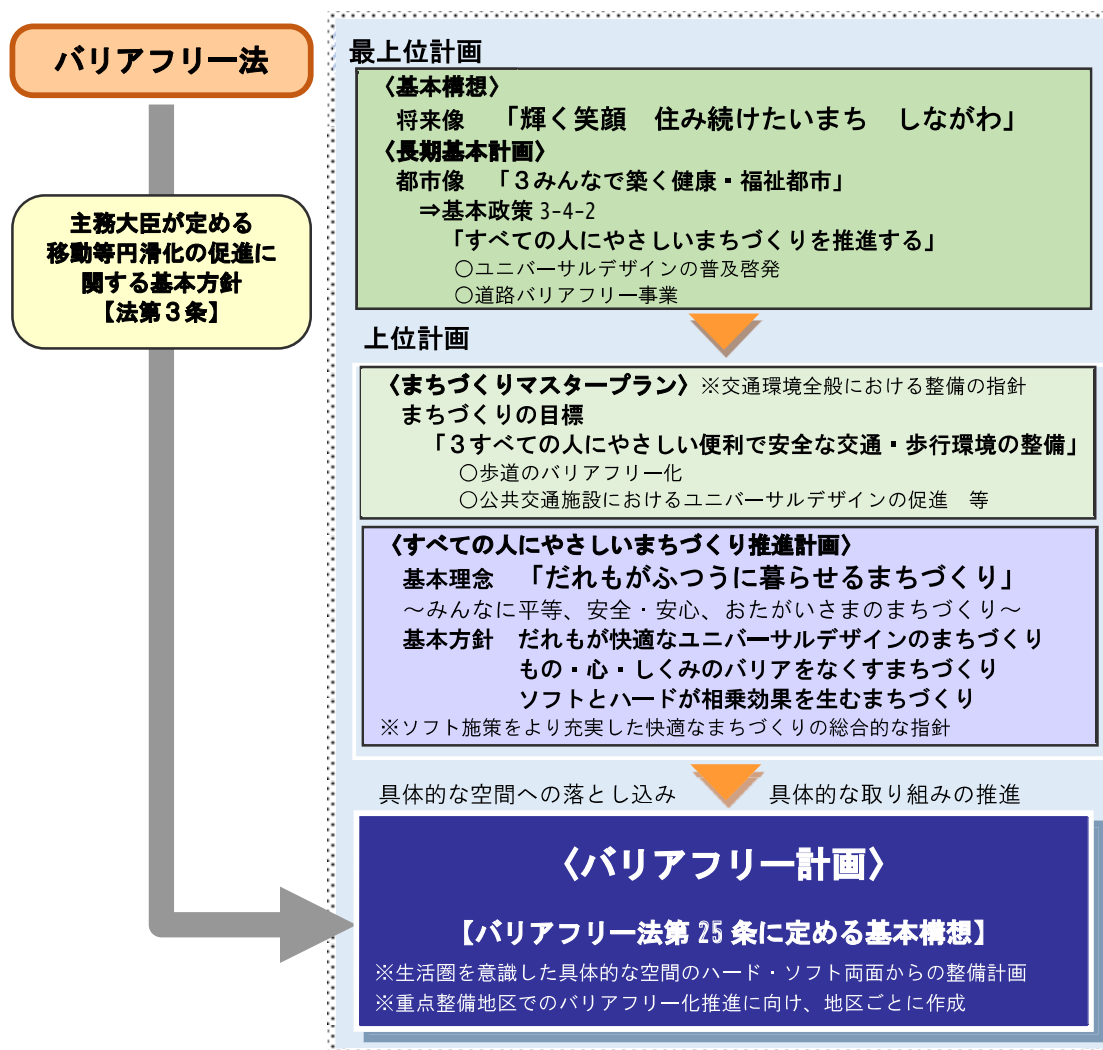 バリアフリー法
主務大臣が定める
移動等円滑化の促進に
関する基本方針
【法第３条】
最上位計画
〈基本構想〉
将来像　「輝く笑顔　住み続けたいまち　しながわ」
〈長期基本計画〉
都市像　「３みんなで築く健康・福祉都市」
⇒基本政策 3-4-2
「すべての人にやさしいまちづくりを推進する」
○ユニバーサルデザインの普及啓発
○道路バリアフリー事業
上位計画
〈まちづくりマスタープラン〉※交通環境全般における整備の指針
まちづくりの目標
「３すべての人にやさしい便利で安全な交通・歩行環境の整備」
○歩道のバリアフリー化
○公共交通施設におけるユニバーサルデザインの促進　等
〈すべての人にやさしいまちづくり推進計画〉
基本理念　「だれもがふつうに暮らせるまちづくり」
～みんなに平等、安全・安心、おたがいさまのまちづくり～
基本方針　だれもが快適なユニバーサルデザインのまちづくり
もの・心・しくみのバリアをなくすまちづくり
ソフトとハードが相乗効果を生むまちづくり
※ソフト施策をより充実した快適なまちづくりの総合的な指針
具体的な空間への落とし込み　具体的な取り組みの推進
〈バリアフリー計画〉
【バリアフリー法第 25 条に定める基本構想】
※生活圏を意識した具体的な空間のハード・ソフト両面からの整備計画
※重点整備地区でのバリアフリー化推進に向け、地区ごとに作成